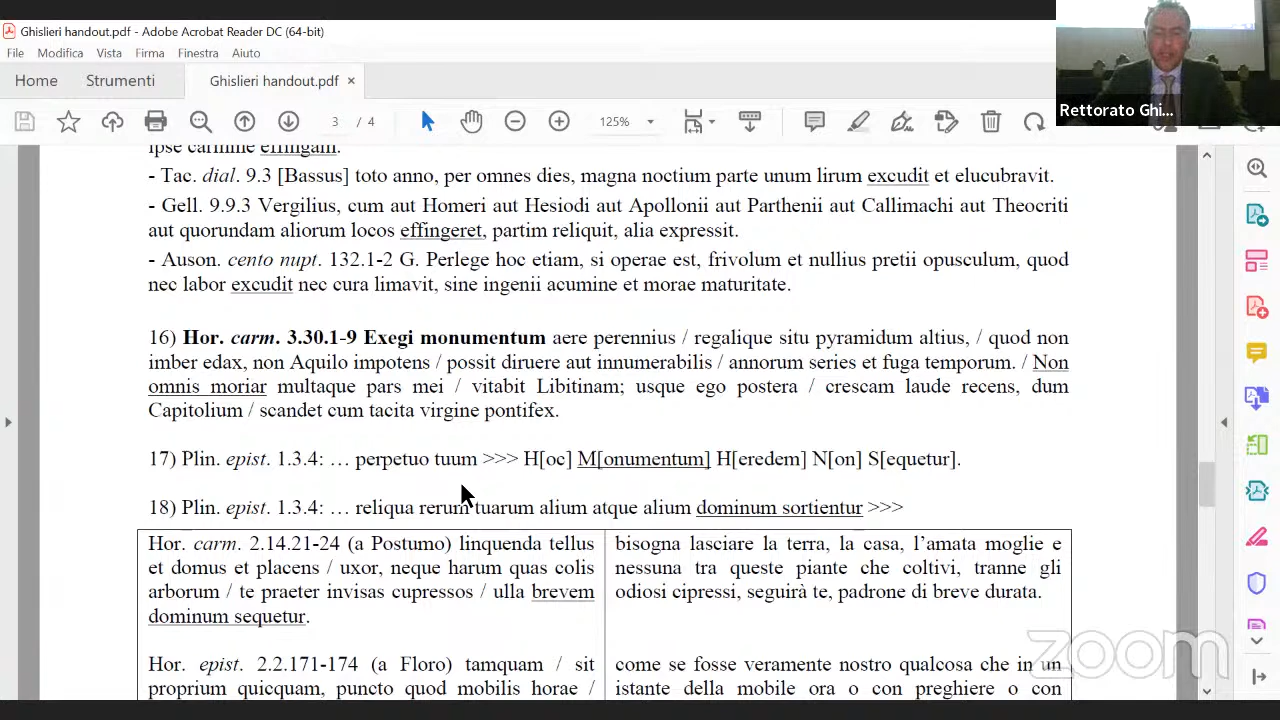 Ghislieri handout.pdf - Adobe Acrobat Reader DC (64-bit)
File Modifica Vista Firma Finestra Aiuto
Home Strumenti Ghislieri handout.pdf ×
3 / 4 125%
Rettorato Ghi...
ipse carmine effingam.
- Tac. dial. 9.3 [Bassus] toto anno, per omnes dies, magna noctium parte unum lirum excudit et elucubravit.
- Gell. 9.9.3 Vergilius, cum aut Homeri aut Hesiodi aut Apollonii aut Parthenii aut Callimachi aut Theocriti
aut quorundam aliorum locos effingeret, partim reliquit, alia expressit.
- Auson. cento nupt. 132.1-2 G. Perlege hoc etiam, si operae est, frivolum et nullius pretii opusculum, quod
nec labor excudit nec cura limavit, sine ingenii acumine et morae maturitate.
16) Hor. carm. 3.30.1-9 Exegi monumentum aere perennius / regalique situ pyramidum altius, / quod non
imber edax, non Aquilo impotens / possit diruere aut innumerabilis / annorum series et fuga temporum. / Non
omnis moriar multaque pars mei / vitabit Libitinam; usque ego postera / crescam laude recens, dum
Capitolium / scandet cum tacita virgine pontifex.
17) Plin. epist. 1.3.4: … perpetuo tuum >>> H[oc] M[onumentum] H[eredem] N[on] S[equetur].
18) Plin. epist. 1.3.4: … reliqua rerum tuarum alium atque alium dominum sortientur >>>
Hor. carm. 2.14.21-24 (a Postumo) linquenda tellus
et domus et placens / uxor, neque harum quas colis
arborum / te praeter invisas cupressos / ulla brevem
dominum sequetur.
Hor. epist. 2.2.171-174 (a Floro) tamquam / sit
proprium quicquam, puncto quod mobilis horae /
bisogna lasciare la terra, la casa, l'amata moglie e
nessuna tra queste piante che coltivi, tranne gli
odiosi cipressi, seguirà te, padrone di breve durata.
come se fosse veramente nostro qualcosa che in un
istante della mobile ora o con preghiere o con
zoom